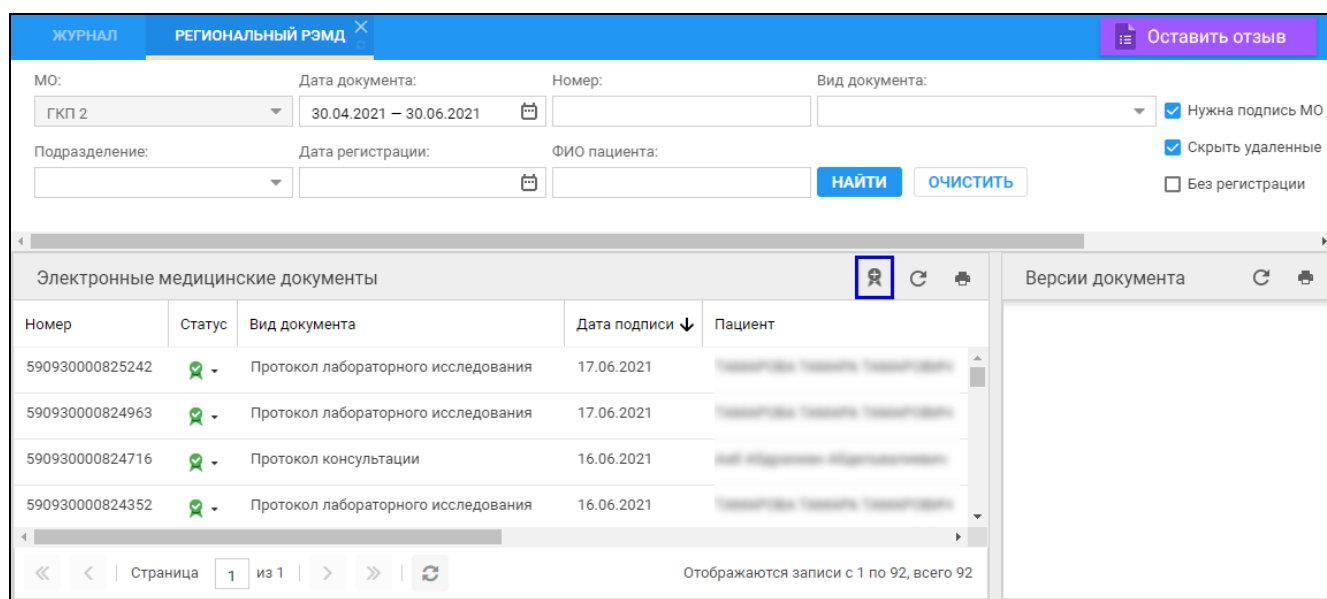 ЖУРНАЛ РЕГИОНАЛЬНЫЙ РЭМД Оставить отзыв
МО: Дата документа: Номер: Вид документа:
ГКП 2 30.04.2021 — 30.06.2021 Нужна подпись МО
Подразделение: Дата регистрации: ФИО пациента: Скрыть удаленные
НАЙТИ ОЧИСТИТЬ Без регистрации
Электронные медицинские документы Версии документа
Номер Статус Вид документа Дата подписи Пациент
590930000825242 Протокол лабораторного исследования 17.06.2021
590930000824963 Протокол лабораторного исследования 17.06.2021
590930000824716 Протокол консультации 16.06.2021
590930000824352 Протокол лабораторного исследования 16.06.2021
Страница 1 из 1 Отображаются записи с 1 по 92, всего 92